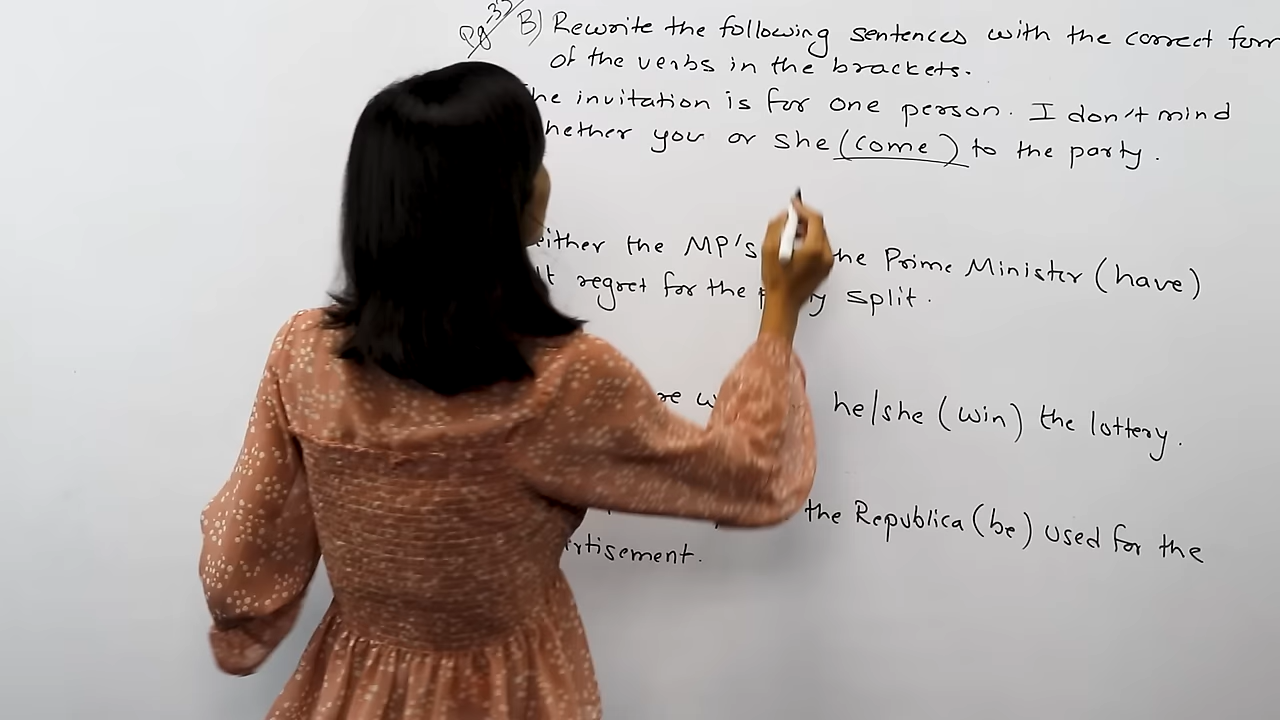 Pg-33
B) Rewrite the following sentences with the correct form
of the verbs in the brackets.
he invitation is for one person. I don't mind
hether you or she (come) to the party.
either the MP's he Prime Minister (have)
regret for the split.
he/she (win) the lottery.
the Republica (be) used for the
rtisement.